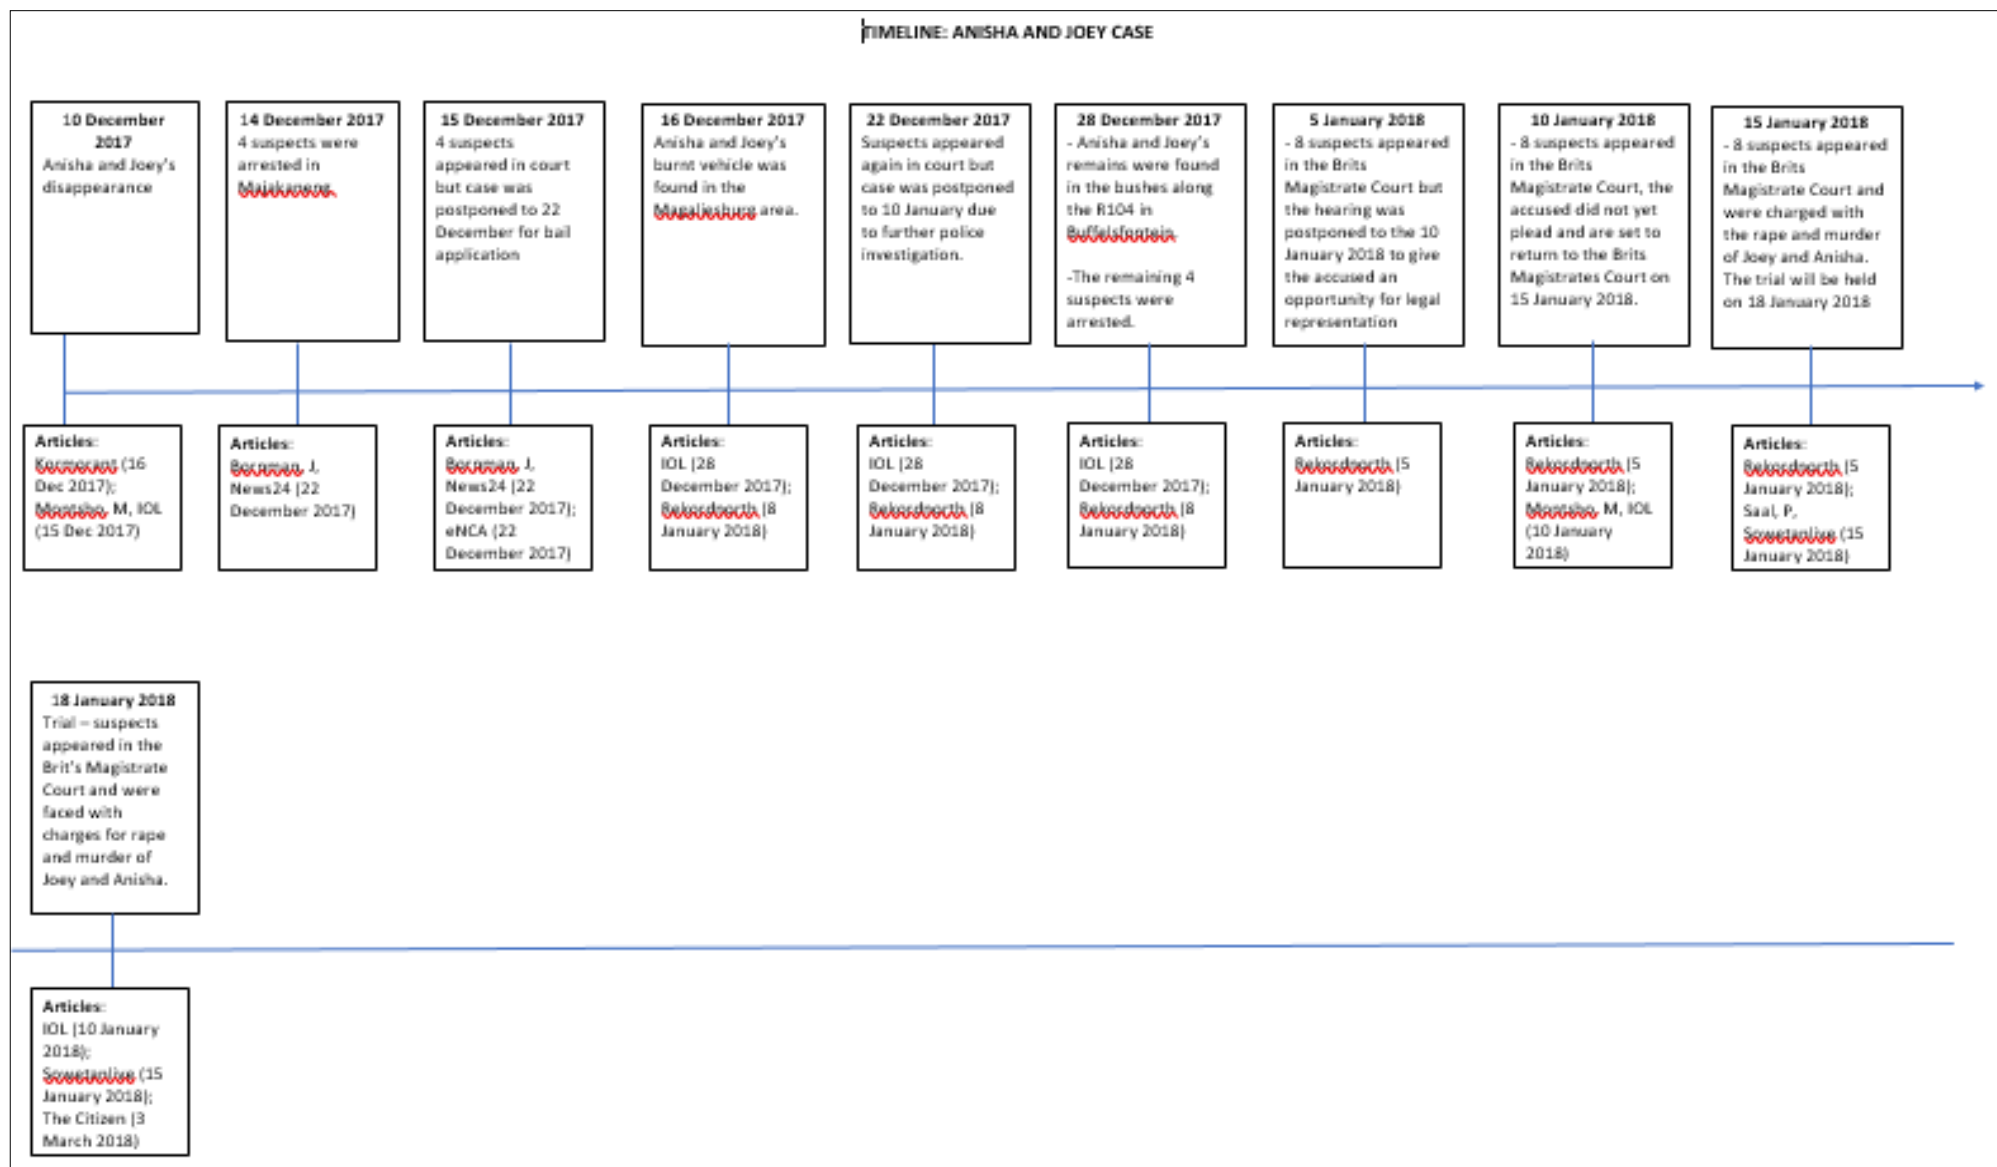 TIMELINE: ANISHA AND JOEY CASE
10 December
2017
Anisha and Joey's
disappearance
14 December 2017
4 suspects were
arrested in
Majakaneng.
15 December 2017
4 suspects
appeared in court
but case was
postponed to 22
December for bail
application
16 December 2017
Anisha and Joey's
burnt vehicle was
found in the
Magaliesburg area.
22 December 2017
Suspects appeared
again in court but
case was postponed
to 10 January due
to further police
investigation.
28 December 2017
- Anisha and Joey's
remains were found
in the bushes along
the R104 in
Buffelsfontein.
-The remaining 4
suspects were
arrested.
5 January 2018
- 8 suspects appeared
in the Brits
Magistrate Court but
the hearing was
postponed to the 10
January 2018 to give
the accused an
opportunity for legal
representation
10 January 2018
- 8 suspects appeared
in the Brits
Magistrate Court, the
accused did not yet
plead and are set to
return to the Brits
Magistrates Court on
15 January 2018.
15 January 2018
- 8 suspects appeared
in the Brits
Magistrate Court and
were charged with
the rape and murder
of Joey and Anisha.
The trial will be held
on 18 January 2018
Articles:
Kormorant (16
Dec 2017);
Montsho, M, IOL
(15 Dec 2017)
Articles:
Bornman, J,
News24 (22
December 2017)
Articles:
Bornman, J,
News24 (22
December 2017);
eNCA (22
December 2017)
Articles:
IOL (28
December 2017);
Rekordnorth (8
January 2018)
Articles:
IOL (28
December 2017);
Rekordnorth (8
January 2018)
Articles:
IOL (28
December 2017);
Rekordnorth (8
January 2018)
Articles:
Rekordnorth (5
January 2018)
Articles:
Rekordnorth (5
January 2018);
Montsho, M, IOL
(10 January
2018)
Articles:
Rekordnorth (5
January 2018);
Saal, P,
Sowetanlive (15
January 2018)
18 January 2018
Trial – suspects
appeared in the
Brit's Magistrate
Court and were
faced with
charges for rape
and murder of
Joey and Anisha.
Articles:
IOL (10 January
2018);
Sowetanlive (15
January 2018);
The Citizen (3
March 2018)